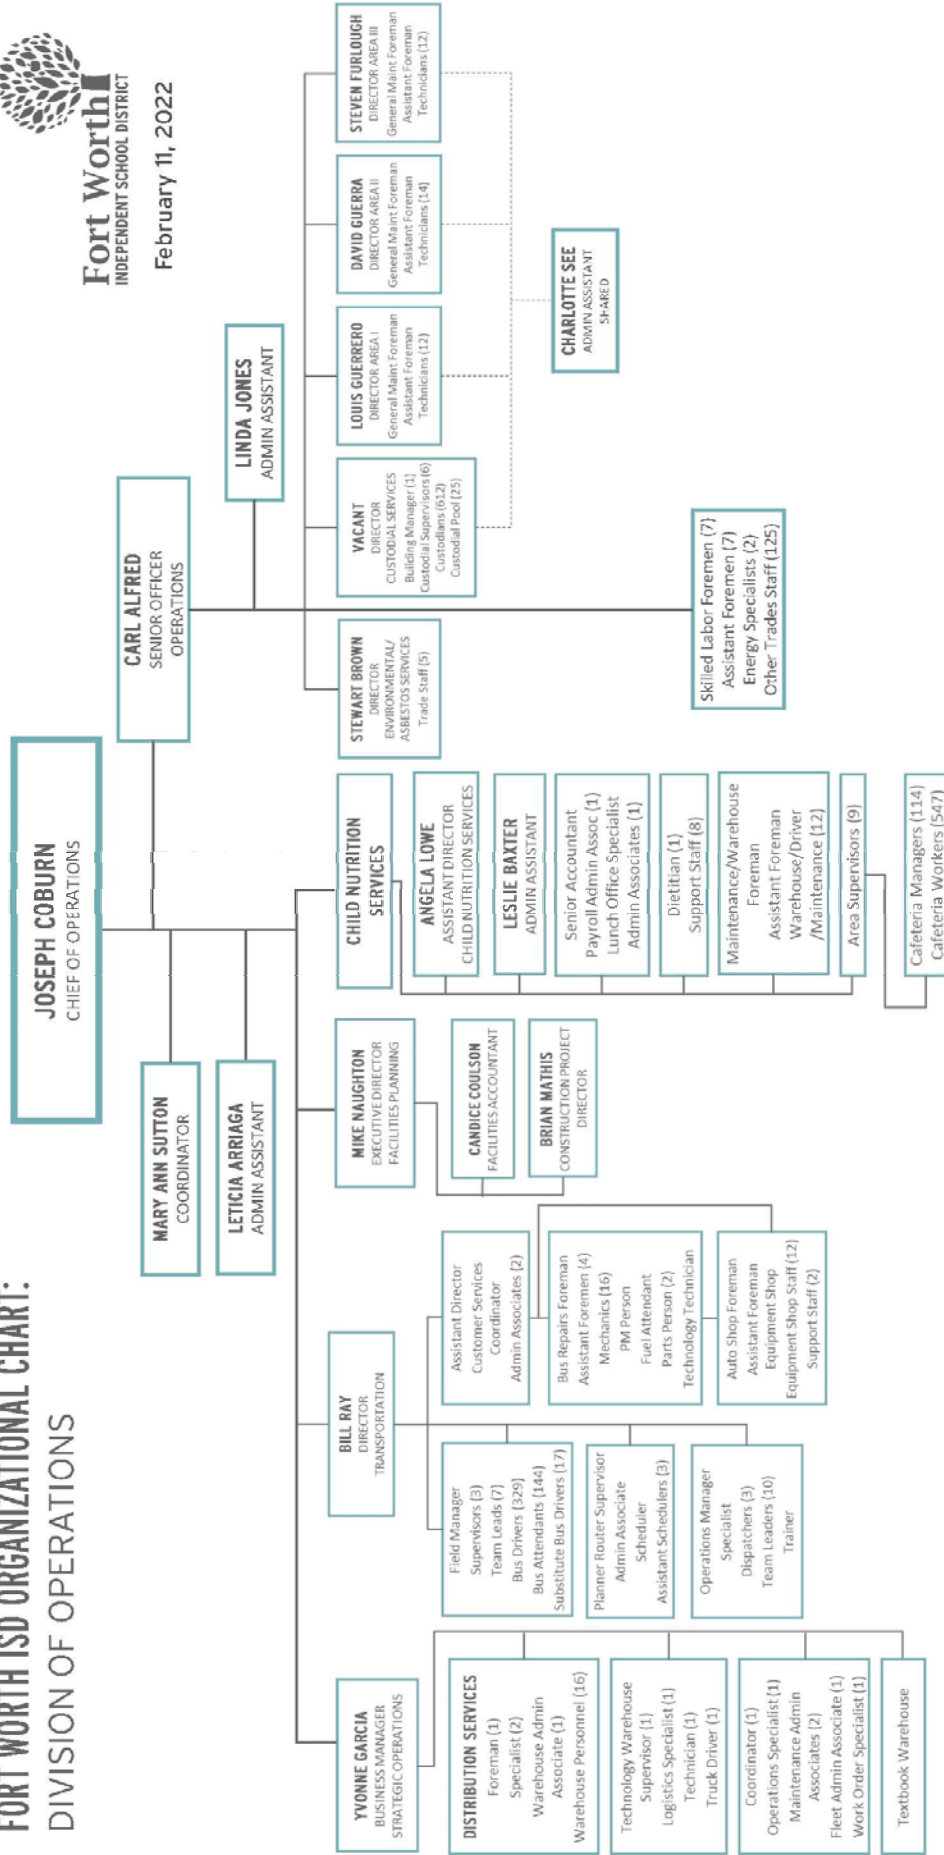 FORT WORTH ISD ORGANIZATIONAL CHART:
DIVISION OF OPERATIONS
Fort Worth
INDEPENDENT SCHOOL DISTRICT
February 11, 2022
JOSEPH COBURN
CHIEF OF OPERATIONS
MARY ANN SUTTON
COORDINATOR
LETICIA ARRIAGA
ADMIN ASSISTANT
CARL ALFRED
SENIOR OFFICER
OPERATIONS
LINDA JONES
ADMIN ASSISTANT
YVONNE GARCIA
BUSINESS MANAGER
STRATEGIC OPERATIONS
DISTRIBUTION SERVICES
Foreman (1)
Specialist (2)
Warehouse Admin
Associate (1)
Warehouse Personnel (16)
Technology Warehouse
Supervisor (1)
Logistics Specialist (1)
Technician (1)
Truck Driver (1)
Coordinator (1)
Operations Specialist (1)
Maintenance Admin
Associates (2)
Fleet Admin Associate (1)
Work Order Specialist (1)
Textbook Warehouse
BILL RAY
DIRECTOR
TRANSPORTATION
Field Manager
Supervisors (3)
Team Leads (7)
Bus Drivers (329)
Bus Attendants (144)
Substitute Bus Drivers (17)
Planner Router Supervisor
Admin Associate
Scheduler
Assistant Schedulers (3)
Operations Manager
Specialist
Dispatchers (3)
Team Leaders (10)
Trainer
Assistant Director
Customer Services
Coordinator
Admin Associates (2)
Bus Repairs Foreman
Assistant Foremen (4)
Mechanics (16)
PM Person
Fuel Attendant
Parts Person (2)
Technology Technician
Auto Shop Foreman
Assistant Foreman
Equipment Shop
Equipment Shop Staff (12)
Support Staff (2)
MIKE NAUGHTON
EXECUTIVE DIRECTOR
FACILITIES PLANNING
CANDICE COULSON
FACILITIES ACCOUNTANT
BRIAN MATHIS
CONSTRUCTION PROJECT
DIRECTOR
CHILD NUTRITION
SERVICES
ANGELA LOWE
ASSISTANT DIRECTOR
CHILD NUTRITION SERVICES
LESLIE BAXTER
ADMIN ASSISTANT
Senior Accountant
Payroll Admin Assoc (1)
Lunch Office Specialist
Admin Associates (1)
Dietitian (1)
Support Staff (8)
Maintenance/Warehouse
Foreman
Assistant Foreman
Warehouse/Driver
/Maintenance (12)
Area Supervisors (9)
Cafeteria Managers (114)
Cafeteria Workers (547)
STEWART BROWN
DIRECTOR
ENVIRONMENTAL/
ASBESTOS SERVICES
Trade Staff (5)
VACANT
DIRECTOR
CUSTODIAL SERVICES
Building Manager (1)
Custodial Supervisors (6)
Custodians (612)
Custodial Pool (25)
LOUIS GUERRERO
DIRECTOR AREA I
General Maint Foreman
Assistant Foreman
Technicians (12)
DAVID GUERRA
DIRECTOR AREA II
General Maint Foreman
Assistant Foreman
Technicians (14)
STEVEN FURLOUGH
DIRECTOR AREA III
General Maint Foreman
Assistant Foreman
Technicians (12)
CHARLOTTE SEE
ADMIN ASSISTANT
SHARED
Skilled Labor Foremen (7)
Assistant Foremen (7)
Energy Specialists (2)
Other Trades Staff (125)